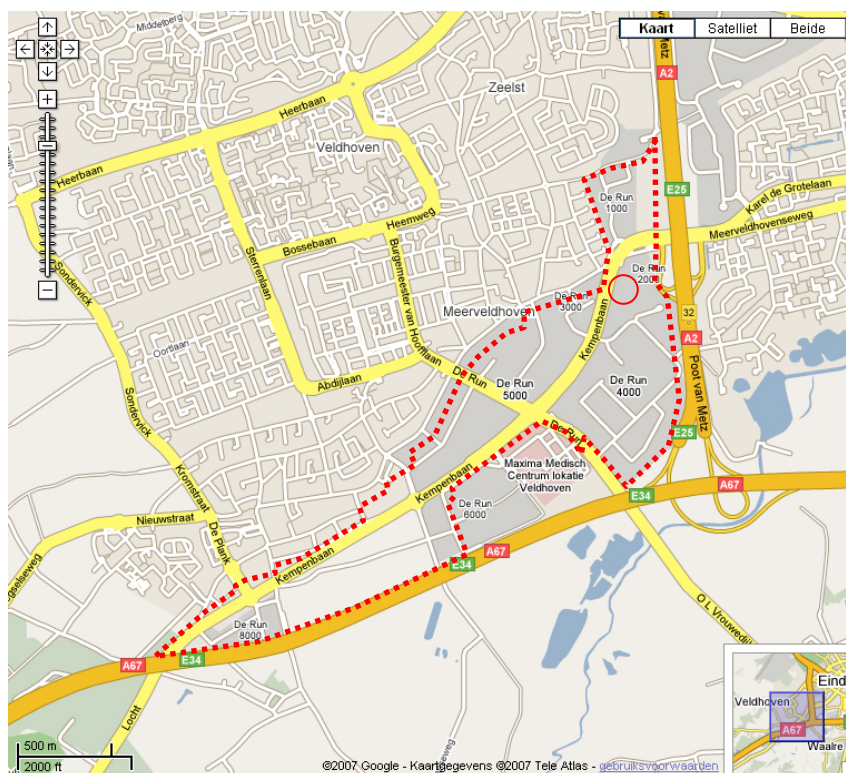 Kaart
Satelliet
Beide
Middelberg
Zeelst
A2
Heerbaan
Veldhoven
Heerbaan
De Run
1000
E25
Karel de Grotelaan
Meerveldhovenseweg
Heemweg
Bossebaan
Sterrenlaan
Burgemeester van Hoofflaan
Sondervick
De Run
2000
De Run
3000
Meerveldhoven
Kempenbaan
32
A2
Oortlaan
Abdijlaan
De Run
De Run
5000
De Run
4000
Poot van Metz
Sondervick
E25
De Run
Kromstraat
Maxima Medisch
Centrum lokatie
Veldhoven
Kempenbaan
A67
E34
De Run
6000
Nieuwstraat
De Plank
A67
E34
Kempenbaan
De Run
8000
O L Vrouwedijk
A67
E34
Locht
Veldhoven
Eind
A67
Waalre
500 m
2000 ft
©2007 Google - Kaartgegevens ©2007 Tele Atlas - gebruiksvoorwaarden